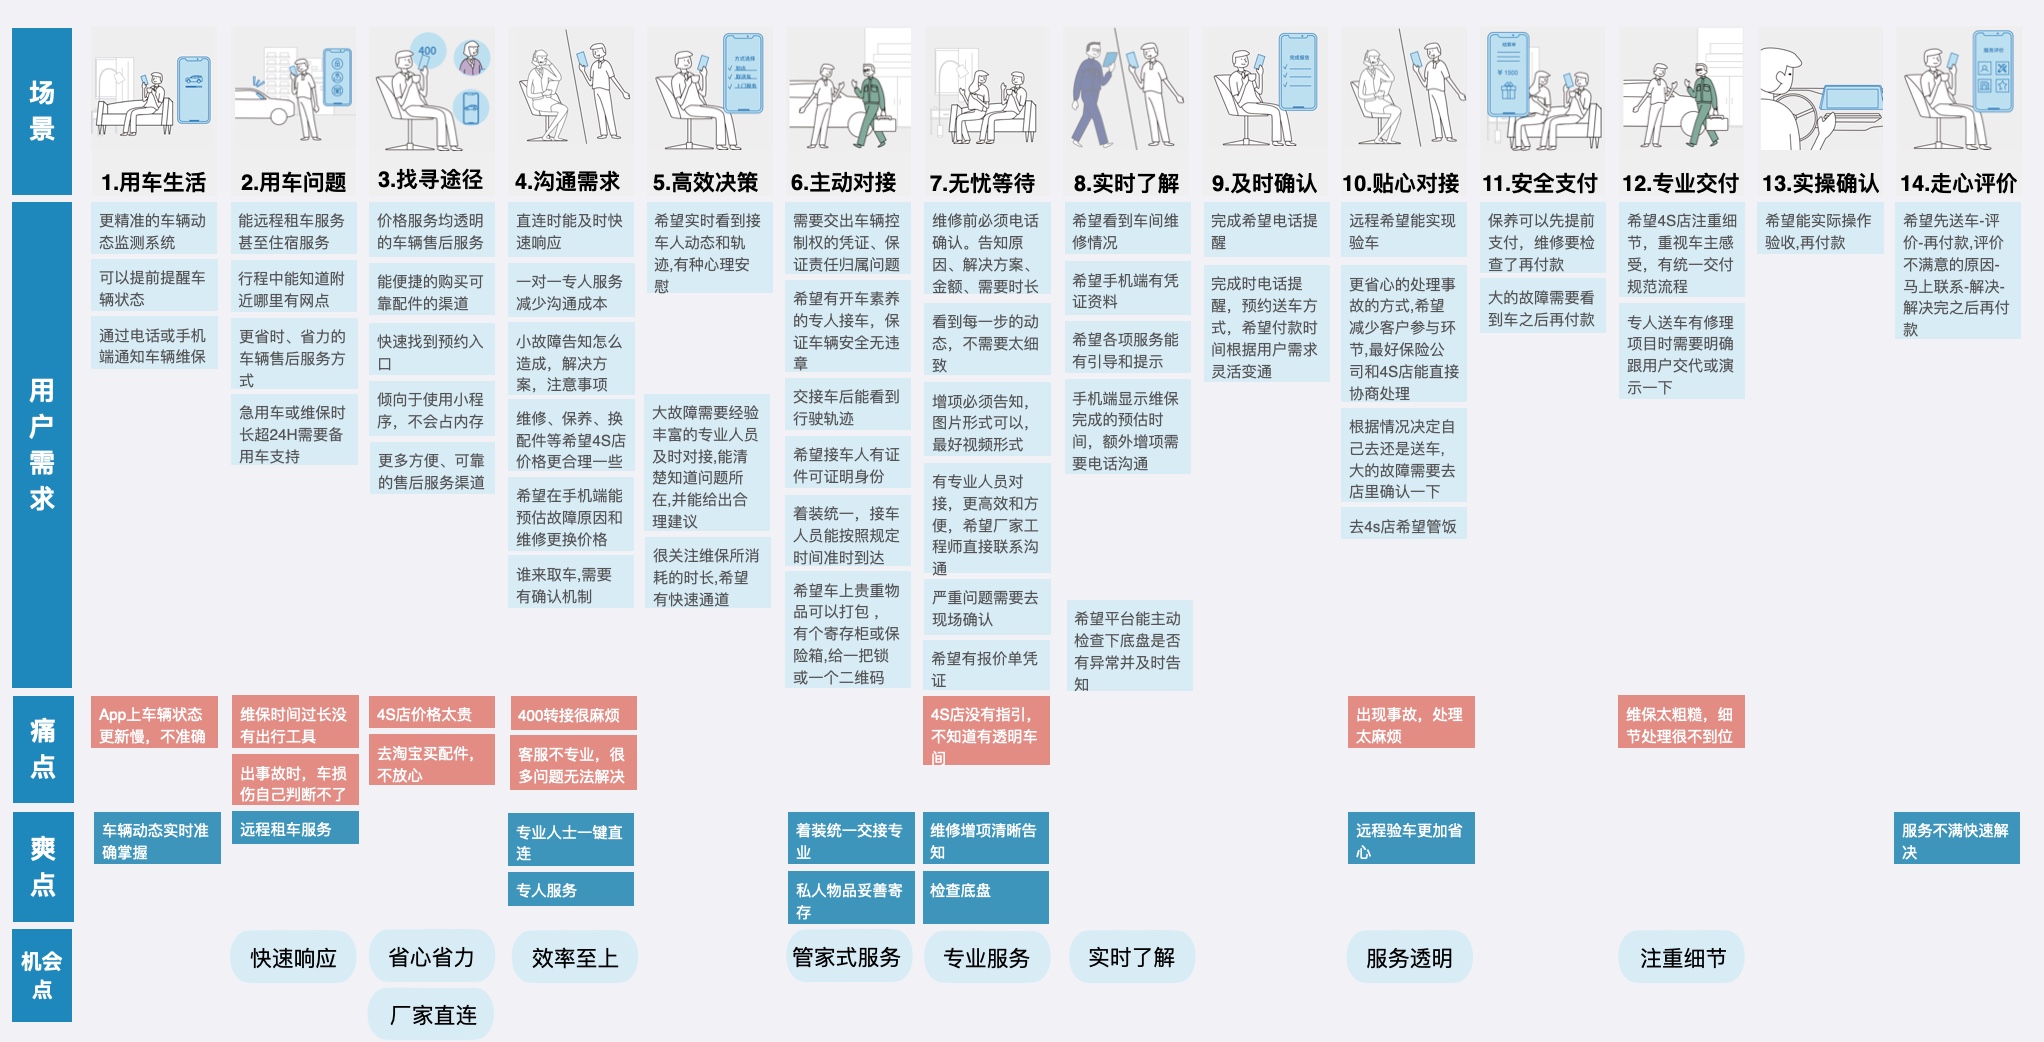 场
景
400
方式选择
到店
取送车
上门服务
完成报告
结算单
¥ 1500
服务评价
1.用车生活
2.用车问题
3.找寻途径
4.沟通需求
5.高效决策
6.主动对接
7.无忧等待
8.实时了解
9.及时确认
10.贴心对接
11.安全支付
12.专业交付
13.实操确认
14.走心评价
用
户
需
求
更精准的车辆动
态监测系统
可以提前提醒车
辆状态
通过电话或手机
端通知车辆维保
能远程租车服务
甚至住宿服务
行程中能知道附
近哪里有网点
更省时、省力的
车辆售后服务方
式
急用车或维保时
长超24H需要备
用车支持
价格服务均透明
的车辆售后服务
能便捷的购买可
靠配件的渠道
快速找到预约入
口
倾向于使用小程
序，不会占内存
更多方便、可靠
的售后服务渠道
直连时能及时快
速响应
一对一专人服务
减少沟通成本
小故障告知怎么
造成，解决方
案，注意事项
维修、保养、换
配件等希望4S店
价格更合理一些
希望在手机端能
预估故障原因和
维修更换价格
谁来取车,需要
有确认机制
希望实时看到接
车人动态和轨
迹,有种心理安
慰
大故障需要经验
丰富的专业人员
及时对接,能清
楚知道问题所
在,并能给出合
理建议
很关注维保所消
耗的时长,希望
有快速通道
需要交出车辆控
制权的凭证、保
证责任归属问题
希望有开车素养
的专人接车，保
证车辆安全无违
章
交接车后能看到
行驶轨迹
希望接车人有证
件可证明身份
着装统一，接车
人员能按照规定
时间准时到达
希望车上贵重物
品可以打包，
有个寄存柜或保
险箱,给一把锁
或一个二维码
维修前必须电话
确认。告知原
因、解决方案、
金额、需要时长
看到每一步的动
态，不需要太细
致
增项必须告知，
图片形式可以，
最好视频形式
有专业人员对
接，更高效和方
便，希望厂家工
程师直接联系沟
通
严重问题需要去
现场确认
希望有报价单凭
证
希望看到车间维
修情况
希望手机端有凭
证资料
希望各项服务能
有引导和提示
手机端显示维保
完成的预估时
间，额外增项需
要电话沟通
希望平台能主动
检查下底盘是否
有异常并及时告
知
完成希望电话提
醒
完成时电话提
醒，预约送车方
式，希望付款时
间根据用户需求
灵活变通
远程希望能实现
验车
更省心的处理事
故的方式,希望
减少客户参与环
节,最好保险公
司和4S店能直接
协商处理
根据情况决定自
己去还是送车，
大的故障需要去
店里确认一下
去4s店希望管饭
保养可以先提前
支付，维修要检
查了再付款
大的故障需要看
到车之后再付款
希望4S店注重细
节，重视车主感
受，有统一交付
规范流程
专人送车有修理
项目时需要明确
跟用户交代或演
示一下
希望能实际操作
验收,再付款
希望先送车-评
价-再付款,评价
不满意的原因-
马上联系-解决-
解决完之后再付
款
痛
点
App上车辆状态
更新慢，不准确
维保时间过长没
有出行工具
出事故时，车损
伤自己判断不了
4S店价格太贵
去淘宝买配件，
不放心
400转接很麻烦
客服不专业，很
多问题无法解决
4S店没有指引，
不知道有透明车
间
出现事故，处理
太麻烦
维保太粗糙，细
节处理很不到位
爽
点
车辆动态实时准
确掌握
远程租车服务
专业人士一键直
连
专人服务
着装统一交接专
业
私人物品妥善寄
存
维修增项清晰告
知
检查底盘
远程验车更加省
心
服务不满快速解
决
机会
点
快速响应
省心省力
厂家直连
效率至上
管家式服务
专业服务
实时了解
服务透明
注重细节